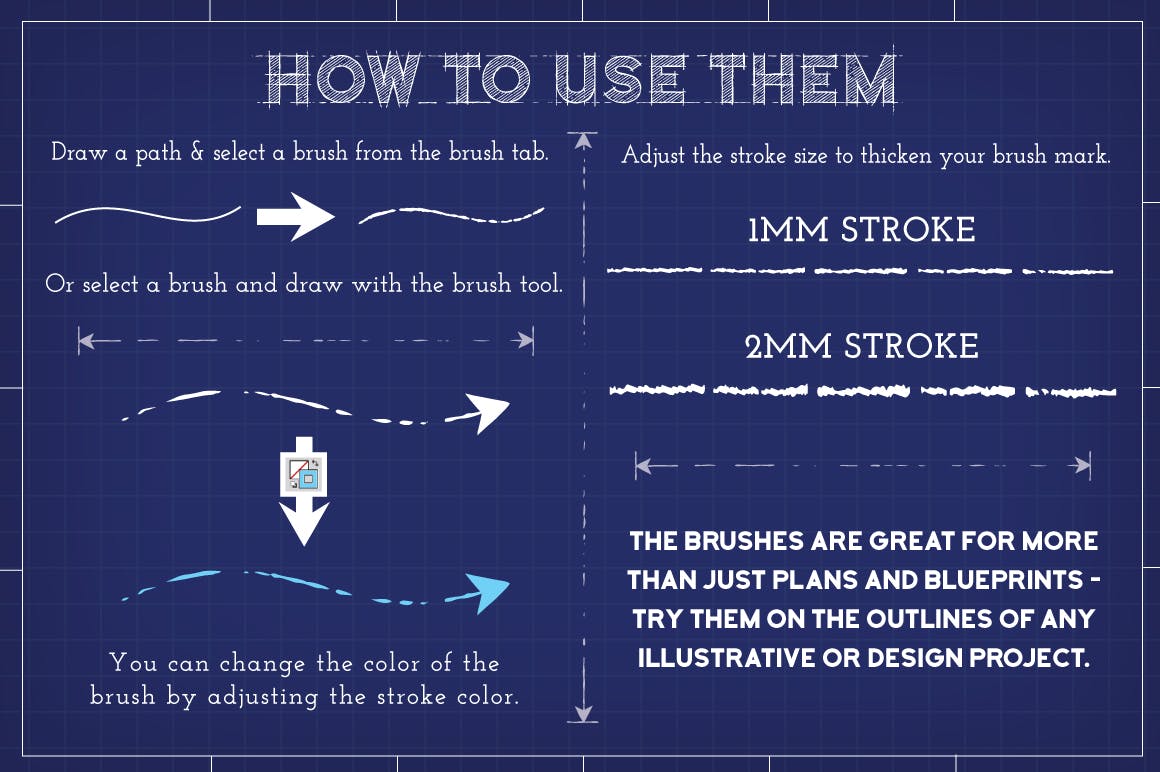 HOW TO USE THEM
Draw a path & select a brush from the brush tab.
Or select a brush and draw with the brush tool.
You can change the color of the
brush by adjusting the stroke color.
Adjust the stroke size to thicken your brush mark.
1MM STROKE
2MM STROKE
THE BRUSHES ARE GREAT FOR MORE
THAN JUST PLANS AND BLUEPRINTS -
TRY THEM ON THE OUTLINES OF ANY
ILLUSTRATIVE OR DESIGN PROJECT.